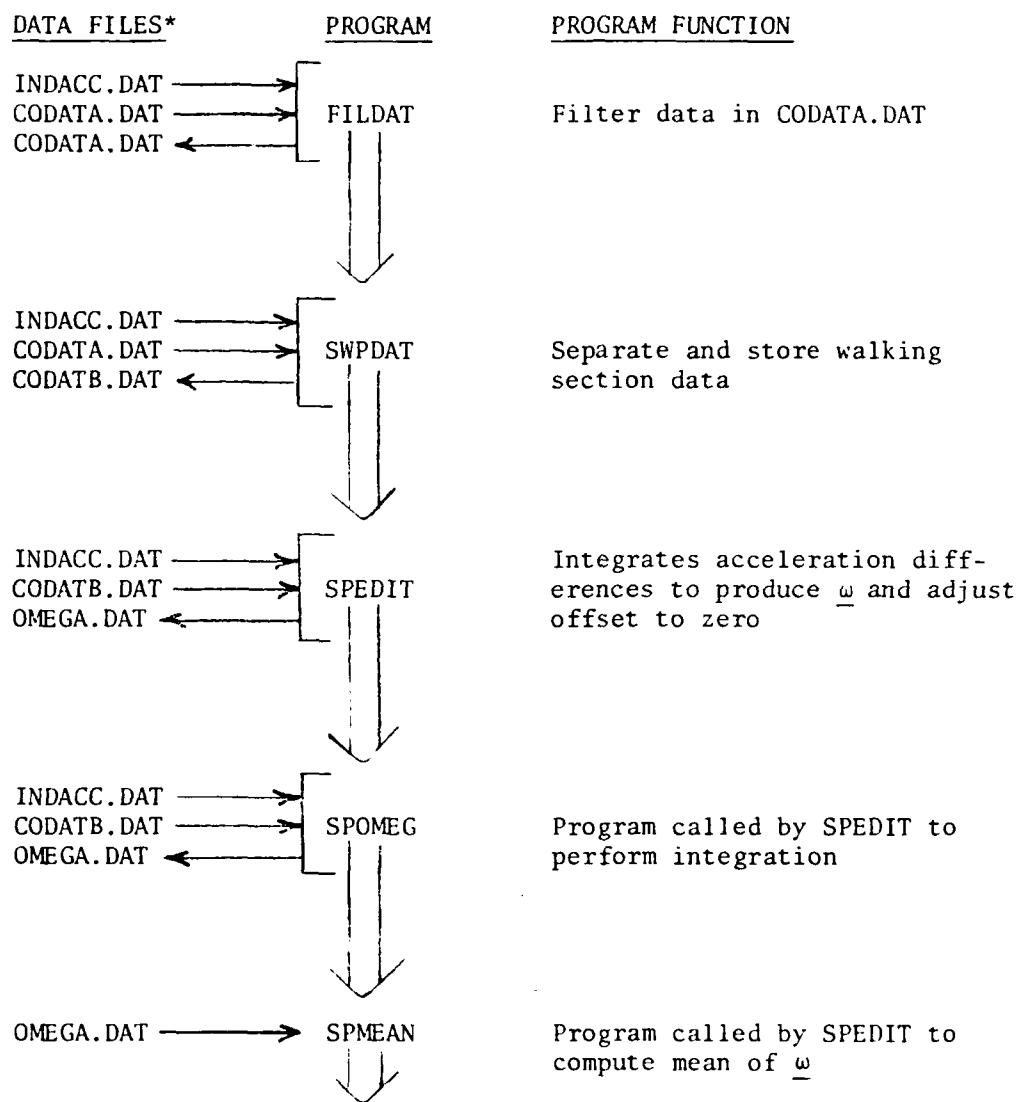 DATA FILES* PROGRAM PROGRAM FUNCTION
INDACC.DAT
CODATA.DAT FILDAT Filter data in CODATA.DAT
CODATA.DAT
INDACC.DAT
CODATA.DAT SWPDAT Separate and store walking
CODATB.DAT section data
INDACC.DAT Integrates acceleration diff-
CODATB.DAT SPEDIT erences to produce ω and adjust
OMEGA.DAT offset to zero
INDACC.DAT
CODATB.DAT SPOMEG Program called by SPEDIT to
OMEGA.DAT perform integration
OMEGA.DAT SPMEAN Program called by SPEDIT to
compute mean of ω